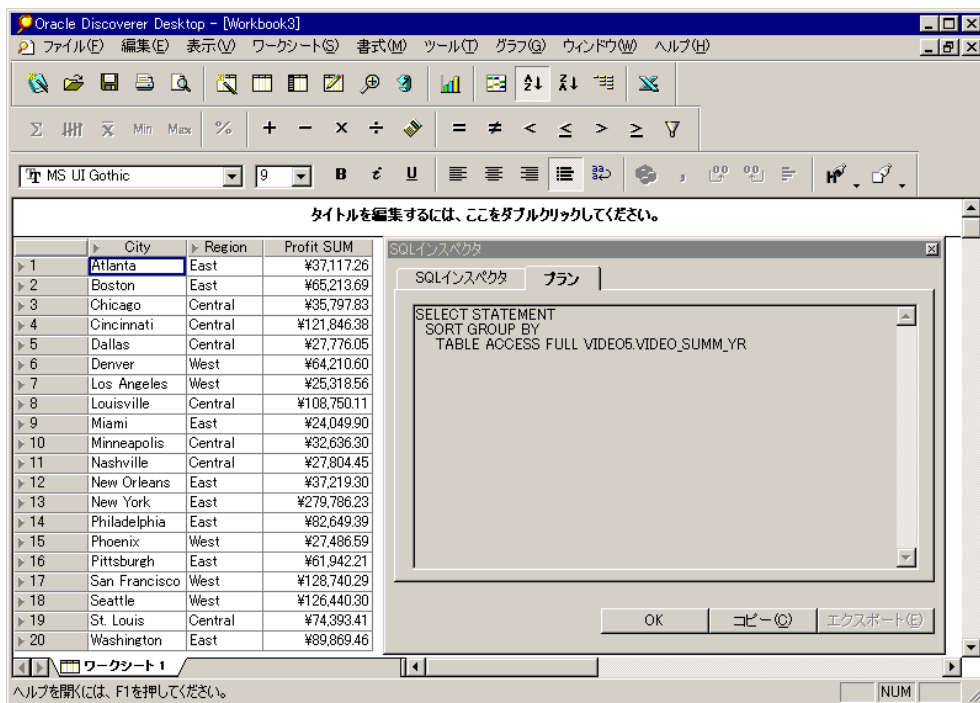 Oracle Discoverer Desktop - [Workbook3]
ファイル(F) 編集(E) 表示(V) ワークシート(S) 書式(M) ツール(T) グラフ(G) ウィンドウ(W) ヘルプ(H)
Σ Min Max % + − × ÷ = ≠ < ≤ > ≥
MS UI Gothic 9 B i U
タイトルを編集するには、ここをダブルクリックしてください。
City Region Profit SUM
1 Atlanta East ¥37,117.26
2 Boston East ¥65,213.69
3 Chicago Central ¥35,797.83
4 Cincinnati Central ¥121,846.38
5 Dallas Central ¥27,776.05
6 Denver West ¥64,210.60
7 Los Angeles West ¥25,318.56
8 Louisville Central ¥108,750.11
9 Miami East ¥24,049.90
10 Minneapolis Central ¥32,636.30
11 Nashville Central ¥27,804.45
12 New Orleans East ¥37,219.30
13 New York East ¥279,786.23
14 Philadelphia East ¥82,649.39
15 Phoenix West ¥27,486.59
16 Pittsburgh East ¥61,942.21
17 San Francisco West ¥128,740.29
18 Seattle West ¥126,440.30
19 St. Louis Central ¥74,393.41
20 Washington East ¥89,869.46
SQLインスペクタ
SQLインスペクタ プラン
SELECT STATEMENT
SORT GROUP BY
TABLE ACCESS FULL VIDEO5.VIDEO_SUMM_YR
OK コピー(C) エクスポート(E)
ワークシート 1
ヘルプを開くには、F1を押してください。 NUM